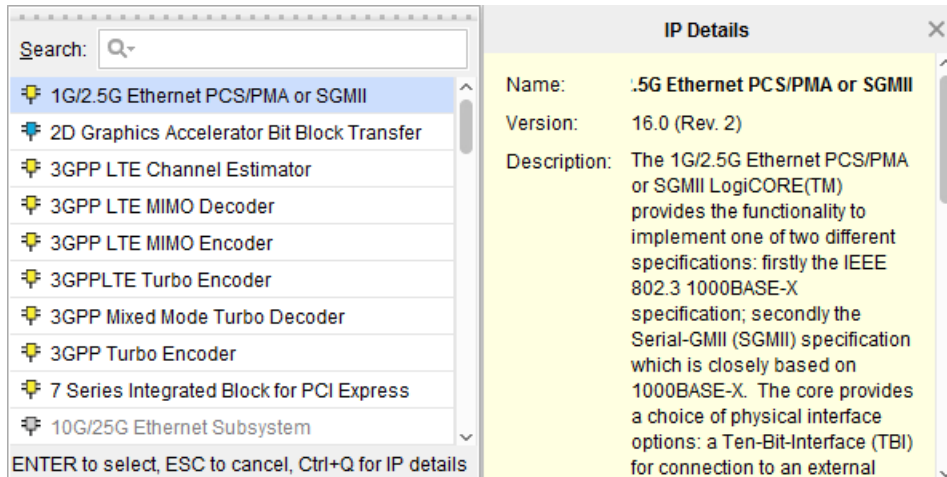 Search:
1G/2.5G Ethernet PCS/PMA or SGMII
2D Graphics Accelerator Bit Block Transfer
3GPP LTE Channel Estimator
3GPP LTE MIMO Decoder
3GPP LTE MIMO Encoder
3GPPLTE Turbo Encoder
3GPP Mixed Mode Turbo Decoder
3GPP Turbo Encoder
7 Series Integrated Block for PCI Express
10G/25G Ethernet Subsystem
ENTER to select, ESC to cancel, Ctrl+Q for IP details
IP Details
Name: .5G Ethernet PCS/PMA or SGMII
Version: 16.0 (Rev. 2)
Description: The 1G/2.5G Ethernet PCS/PMA
or SGMII LogiCORE(TM)
provides the functionality to
implement one of two different
specifications: firstly the IEEE
802.3 1000BASE-X
specification; secondly the
Serial-GMII (SGMII) specification
which is closely based on
1000BASE-X. The core provides
a choice of physical interface
options: a Ten-Bit-Interface (TBI)
for connection to an external